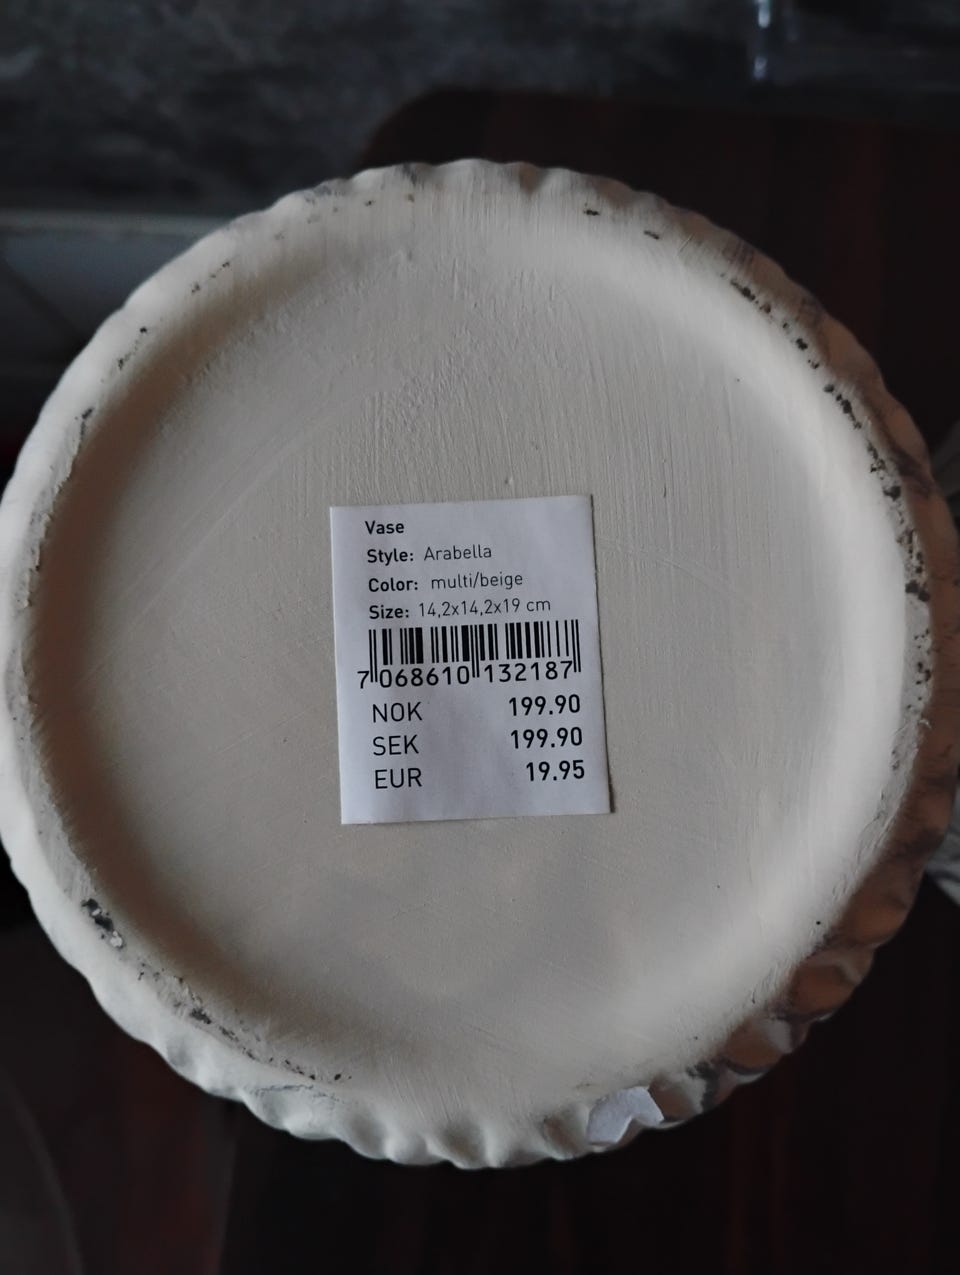 Vase
Style: Arabella
Color: multi/beige
Size: 14,2x14,2x19 cm
7 068610 132187
NOK 199.90
SEK 199.90
EUR 19.95